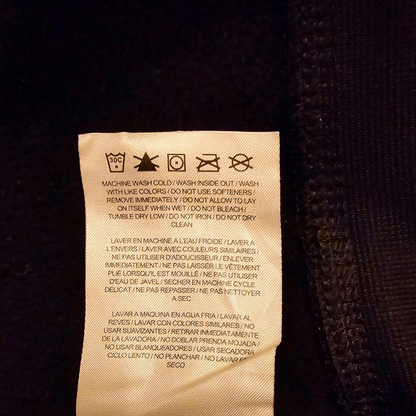 30C
MACHINE WASH COLD / WASH INSIDE OUT / WASH
WITH LIKE COLORS / DO NOT USE SOFTENERS /
REMOVE IMMEDIATELY / DO NOT ALLOW TQ LAY
ON ITSELF WHEN WET / DO NOT BLEACH /
TUMBLE DRY LOW / DO NOT IRON / DO NOT DRY
CLEAN
LAVER EN MACHINE A L'EAU FROIDE / LAVER A
L'ENVERS / LAVER AVEC COULEURS SIMILAIRES /
NE PAS UTILISER D'ADOUCISSEUR / ENLEVER
IMMEDIATEMENT / NE PAS LAISSER LE VÊTEMENT
PLIÉ LORSQU'IL EST MOUILLÉ / NE PAS UTILISER
D'EAU DE JAVEL / SECHER EN MACHINE CYCLE
DELICAT / NE PAS REPASSER / NE PAS NETTOYER
A SEC
LAVAR A MAQUINA EN AGUA FRIA / LAVAR AL
REVES / LAVAR CON COLORES SIMILARES / NO
USAR SUAVIZANTES / RETIRAR INMEDIATAMENTE
DE LA LAVADORA / NO DOBLAR PRENDA MOJADA /
NO USAR BLANQUEADORES / USAR SECADORA
CICLO LENTO / NO PLANCHAR / NO LAVAR EN
SECO